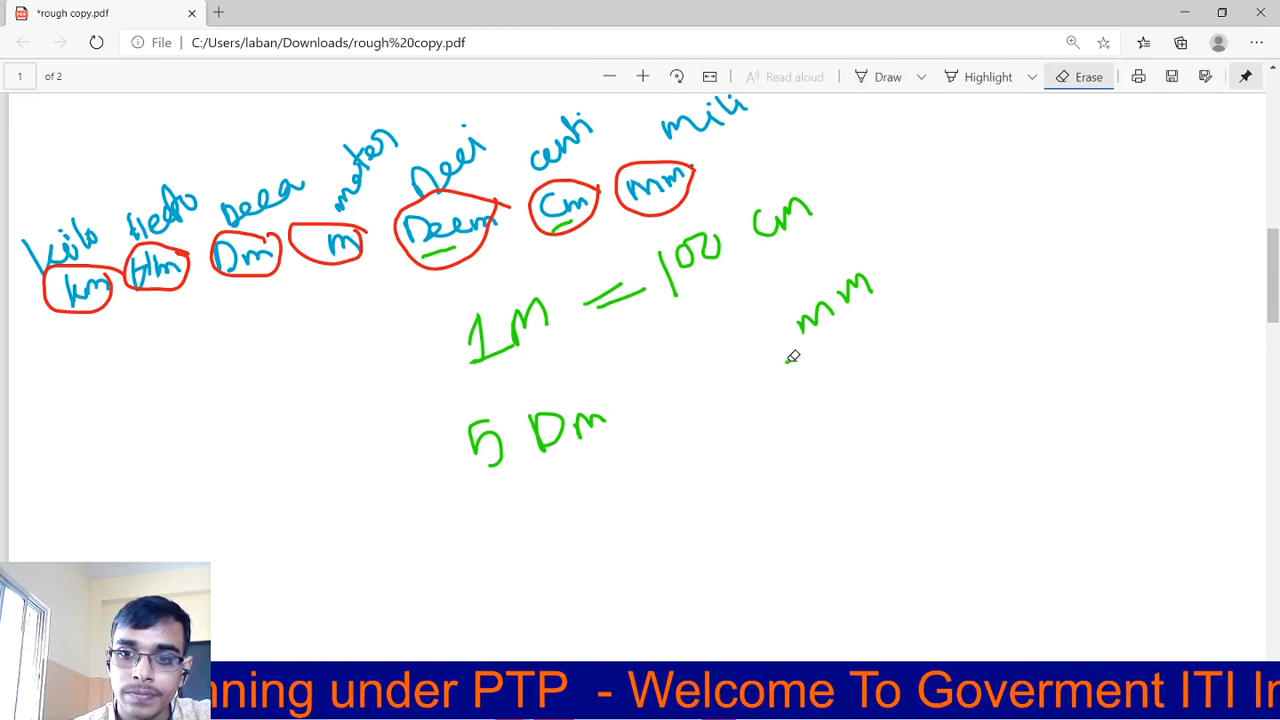 *rough copy.pdf
File
C:/Users/laban/Downloads/rough%20copy.pdf
1 of 2
Read aloud
Draw
Highlight
Erase
kilo Hecto Deca meter Deci centi mili
km Hm Dm m Decm Cm Mm
1M = 100 cm
mm
5 Dm
nning under PTP - Welcome To Goverment ITI In